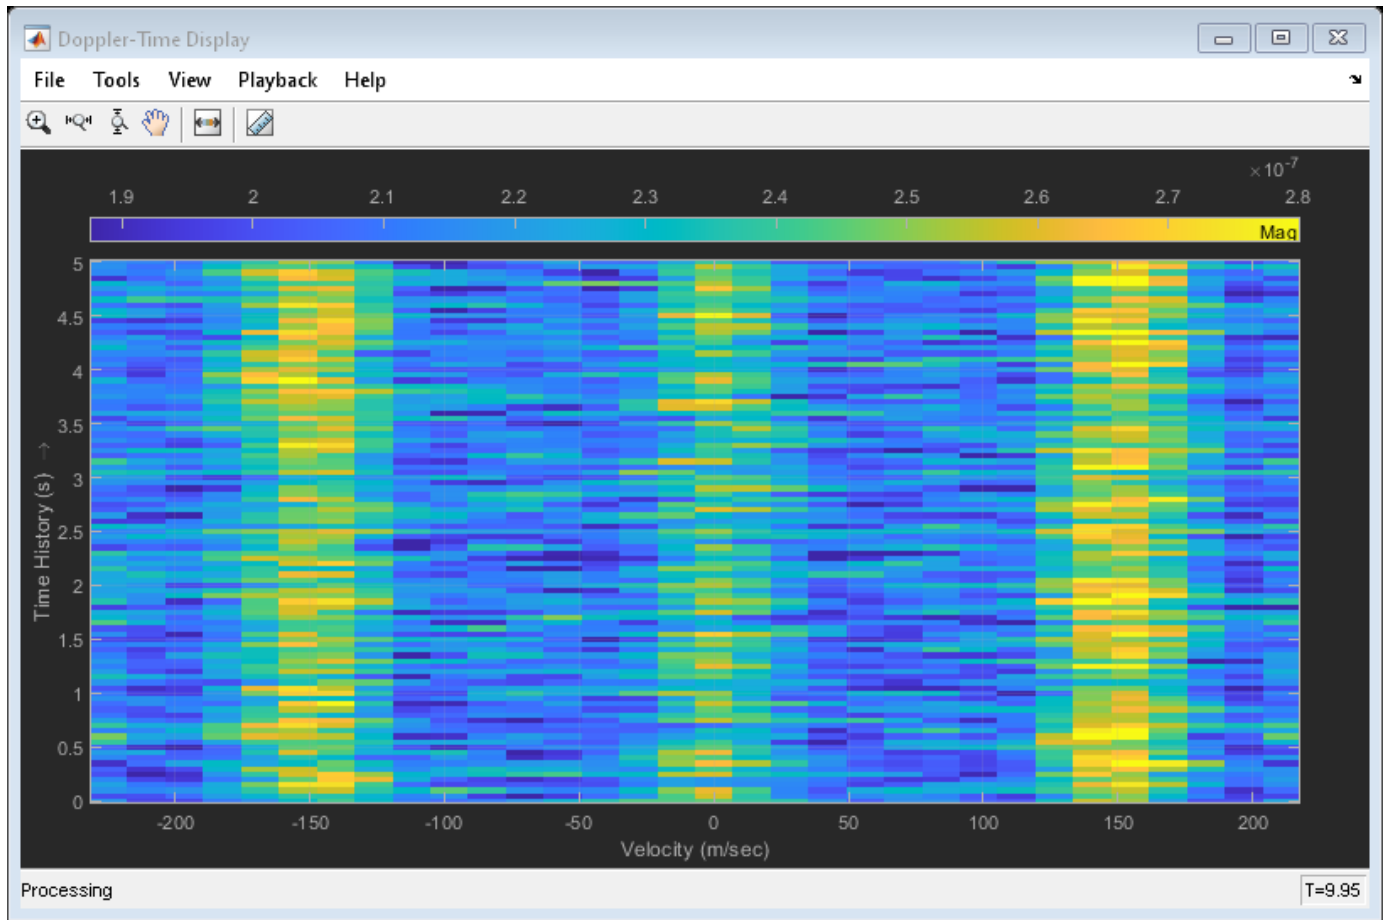 Doppler-Time Display
File Tools View Playback Help
×10-7
1.9 2 2.1 2.2 2.3 2.4 2.5 2.6 2.7 2.8
Mag
5
4.5
4
3.5
3
2.5
2
1.5
1
0.5
0
Time History (s) →
-200 -150 -100 -50 0 50 100 150 200
Velocity (m/sec)
Processing
T=9.95